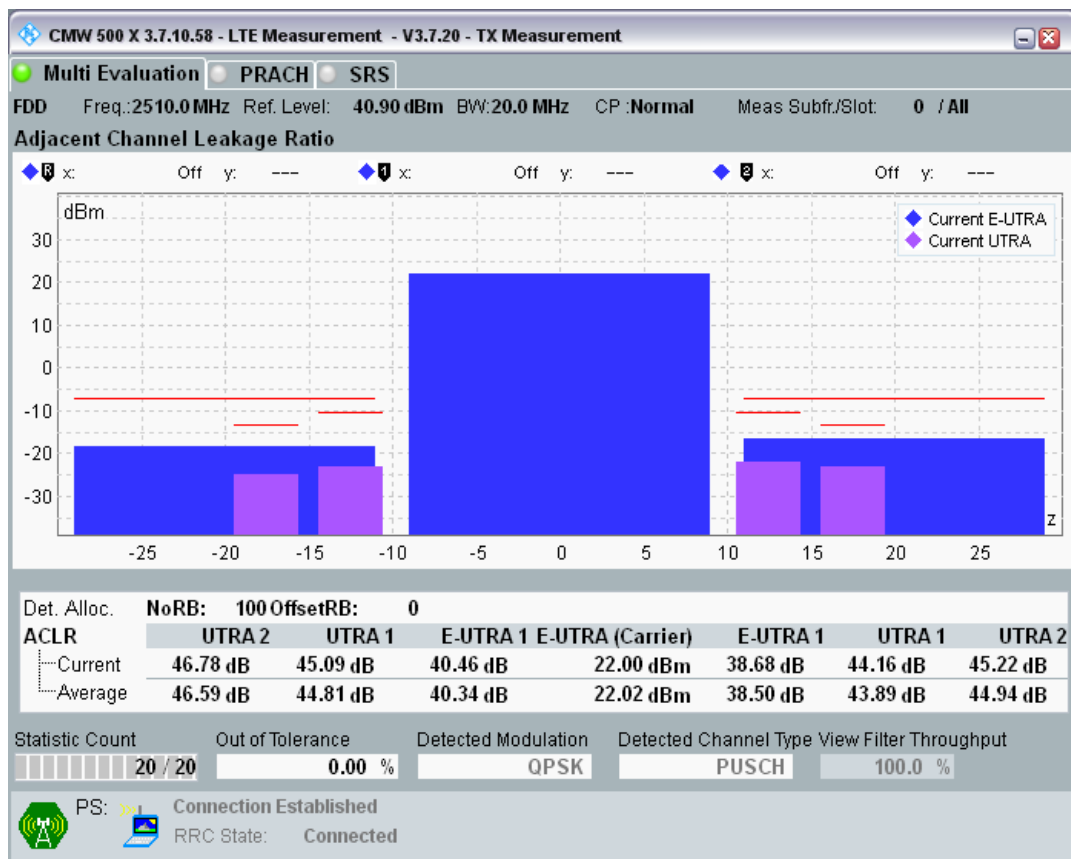 CMW 500 X 3.7.10.58 - LTE Measurement - V3.7.20 - TX Measurement
Multi Evaluation PRACH SRS
FDD Freq.:2510.0 MHz Ref. Level: 40.90 dBm BW:20.0 MHz CP :Normal Meas Subfr./Slot: 0 / All
Adjacent Channel Leakage Ratio
R x: Off y: --- 1 x: Off y: --- 2 x: Off y: ---
dBm
Current E-UTRA
Current UTRA
30
20
10
0
-10
-20
-30
z
-25 -20 -15 -10 -5 0 5 10 15 20 25
Det. Alloc. NoRB: 100 OffsetRB: 0
ACLR UTRA 2 UTRA 1 E-UTRA 1 E-UTRA (Carrier) E-UTRA 1 UTRA 1 UTRA 2
Current 46.78 dB 45.09 dB 40.46 dB 22.00 dBm 38.68 dB 44.16 dB 45.22 dB
Average 46.59 dB 44.81 dB 40.34 dB 22.02 dBm 38.50 dB 43.89 dB 44.94 dB
Statistic Count Out of Tolerance Detected Modulation Detected Channel Type View Filter Throughput
20 / 20 0.00 % QPSK PUSCH 100.0 %
PS: Connection Established
RRC State: Connected